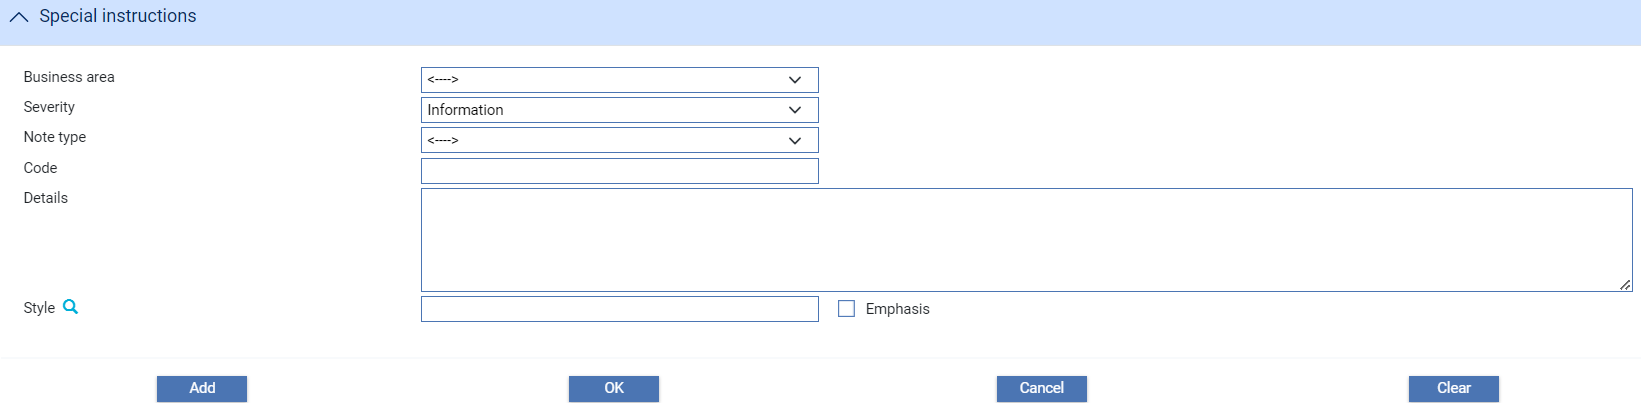 Special instructions
Business area <---->
Severity Information
Note type <---->
Code
Details
Style Emphasis
Add OK Cancel Clear